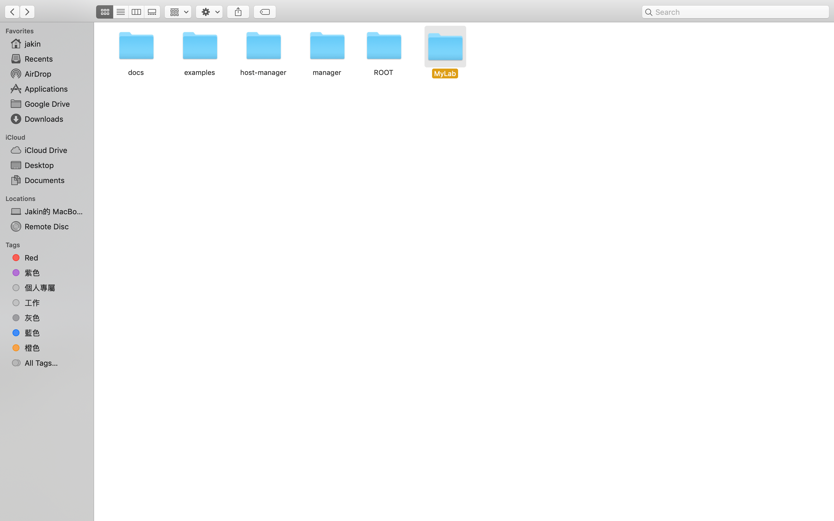 Search
Favorites
jakin
Recents
AirDrop
Applications
Google Drive
Downloads
iCloud
iCloud Drive
Desktop
Documents
Locations
Jakin的 MacBo...
Remote Disc
Tags
Red
紫色
個人專屬
工作
灰色
藍色
橙色
All Tags...
docs
examples
host-manager
manager
ROOT
MyLab